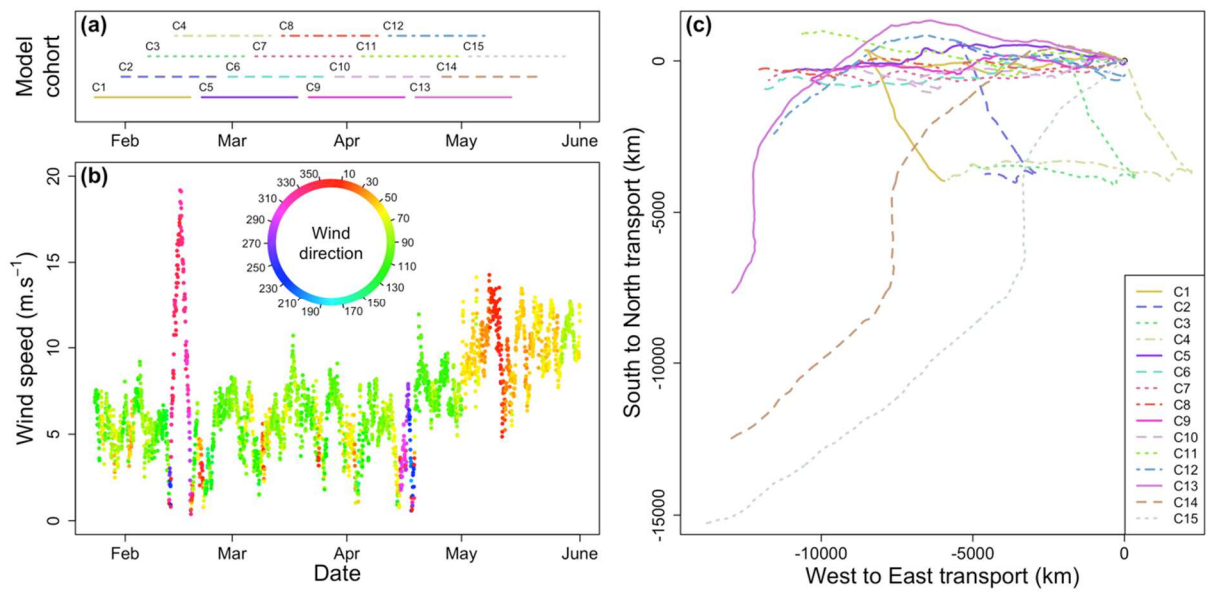 (a)
Model
cohort
C4
C8
C12
C3
C7
C11
C15
C2
C6
C10
C14
C1
C5
C9
C13
Feb
Mar
Apr
May
June
(b)
Wind speed (m.s−1)
20
15
10
5
0
350
10
330
30
310
50
290
70
270
90
250
110
230
130
210
150
190
170
Wind
direction
Feb
Mar
Apr
May
June
Date
(c)
South to North transport (km)
0
-5000
-10000
-15000
C1
C2
C3
C4
C5
C6
C7
C8
C9
C10
C11
C12
C13
C14
C15
-10000
-5000
0
West to East transport (km)